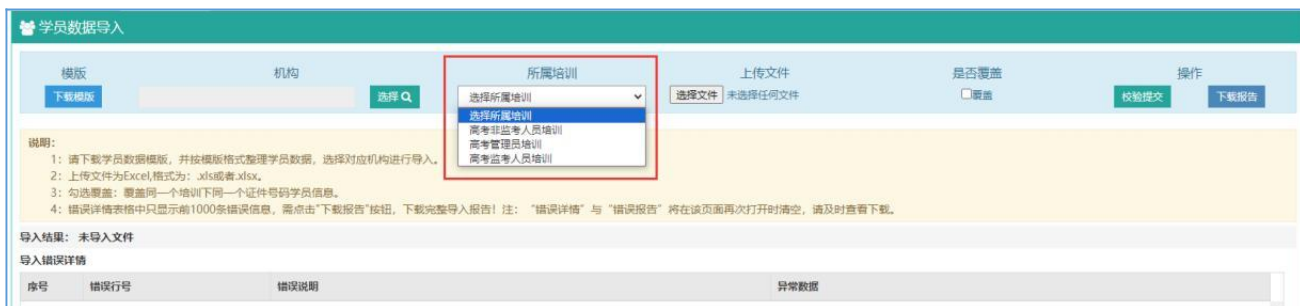 学员数据导入
模版 机构 所属培训 上传文件 是否覆盖 操作
下载模版 选择 选择所属培训 选择文件 未选择任何文件 覆盖 校验提交 下载报告
选择所属培训
高考非监考人员培训
高考管理员培训
高考监考人员培训
说明:
1: 请下载学员数据模版，并按模版格式整理学员数据，选择对应机构进行导入。
2: 上传文件为Excel,格式为: .xls或者.xlsx。
3: 勾选覆盖: 覆盖同一个培训下同一个证件号码学员信息。
4: 错误详情表格中只显示前1000条错误信息，需点击"下载报告"按钮，下载完整导入报告! 注: “错误详情”与“错误报告”将在该页面再次打开时清空，请及时查看下载。
导入结果: 未导入文件
导入错误详情
序号 错误行号 错误说明 异常数据